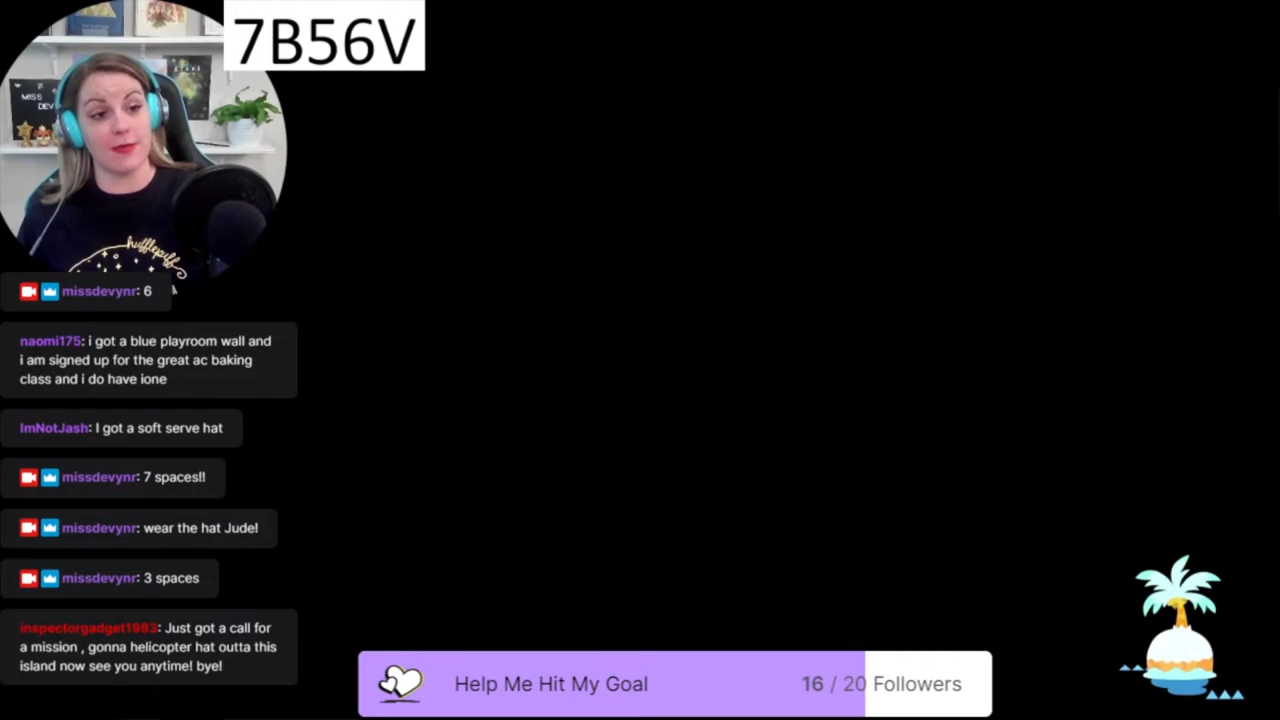 7B56V
MISS
DEV
hufflepuff
missdevynr: 6
naomi175: i got a blue playroom wall and
i am signed up for the great ac baking
class and i do have ione
ImNotJash: I got a soft serve hat
missdevynr: 7 spaces!!
missdevynr: wear the hat Jude!
missdevynr: 3 spaces
inspectorgadget1983: Just got a call for
a mission , gonna helicopter hat outta this
island now see you anytime! bye!
Help Me Hit My Goal
16 / 20 Followers